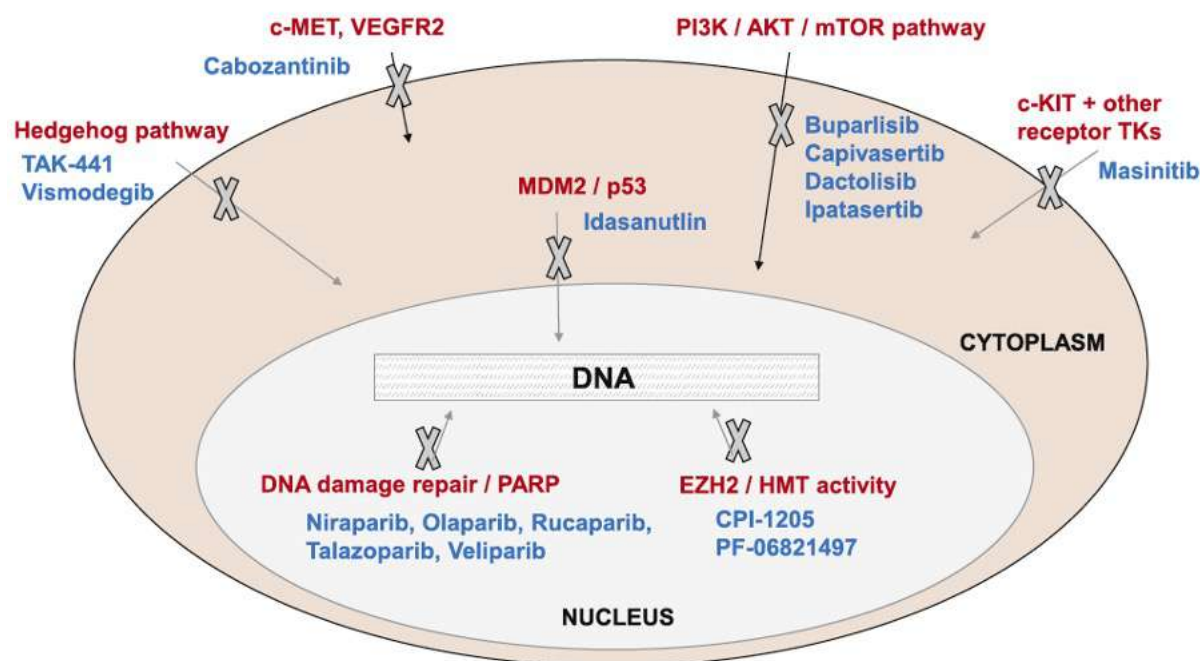 c-MET, VEGFR2
Cabozantinib
PI3K / AKT / mTOR pathway
Buparlisib
Capivasertib
Dactolisib
Ipatasertib
c-KIT + other
receptor TKs
Masinitib
Hedgehog pathway
TAK-441
Vismodegib
MDM2 / p53
Idasanutlin
CYTOPLASM
DNA
DNA damage repair / PARP
Niraparib, Olaparib, Rucaparib,
Talazoparib, Veliparib
EZH2 / HMT activity
CPI-1205
PF-06821497
NUCLEUS